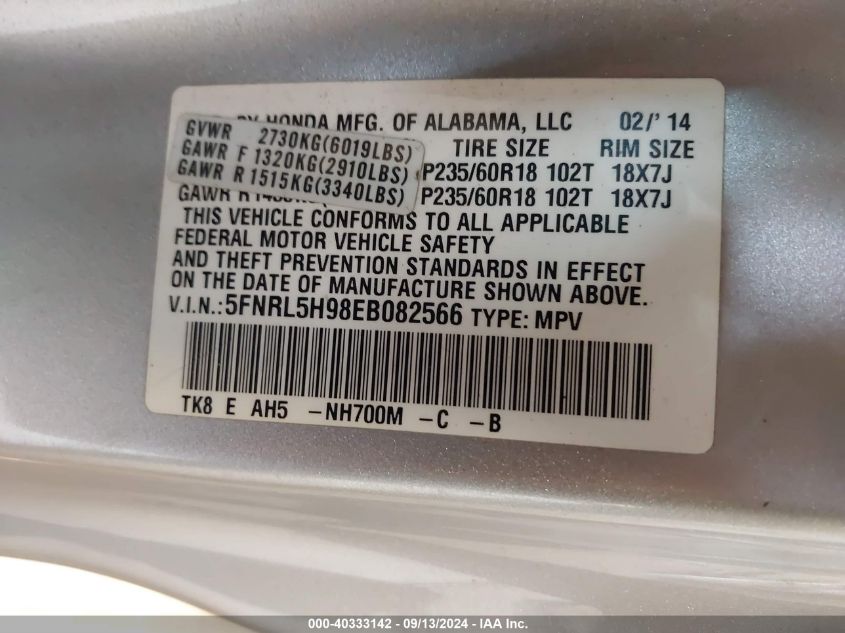 BY HONDA MFG. OF ALABAMA, LLC 02/' 14
GVWR 2730KG(6019LBS) TIRE SIZE RIM SIZE
GAWR F 1320KG(2910LBS) P235/60R18 102T 18X7J
GAWR R 1515KG(3340LBS)
GAWR R P235/60R18 102T 18X7J
THIS VEHICLE CONFORMS TO ALL APPLICABLE
FEDERAL MOTOR VEHICLE SAFETY
AND THEFT PREVENTION STANDARDS IN EFFECT
ON THE DATE OF MANUFACTURE SHOWN ABOVE.
V.I.N.:5FNRL5H98EB082566 TYPE: MPV
TK8 E AH5 -NH700M -C -B
000-40333142 - 09/13/2024 - IAA Inc.